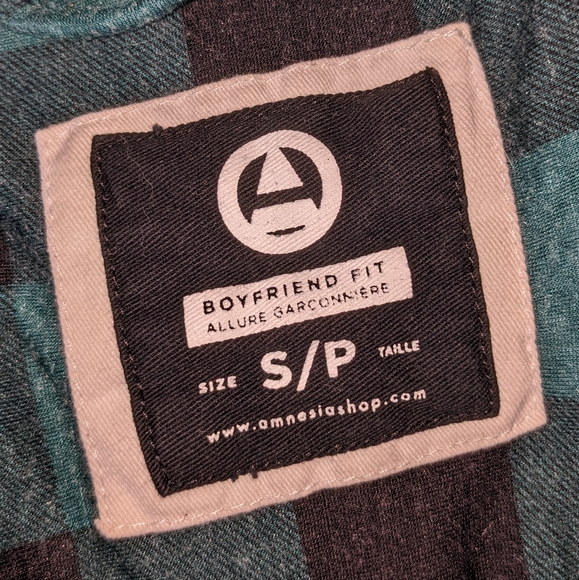 BOYFRIEND FIT
ALLURE GARÇONNIÈRE
SIZE S/P TAILLE
www.amnesiashop.com